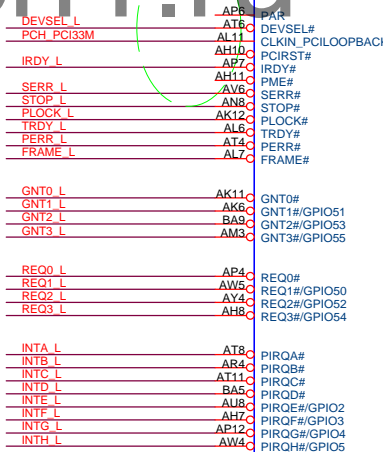 AP6 PAR
DEVSEL_L AT6 DEVSEL#
PCH_PCI33M AL11 CLKIN_PCILOOPBACK
AH10 PCIRST#
IRDY_L AP7 IRDY#
AH11 PME#
SERR_L AV6 SERR#
STOP_L AN8 STOP#
PLOCK_L AK12 PLOCK#
TRDY_L AL6 TRDY#
PERR_L AT4 PERR#
FRAME_L AL7 FRAME#
GNT0_L AK11 GNT0#
GNT1_L AK6 GNT1#/GPIO51
GNT2_L BA9 GNT2#/GPIO53
GNT3_L AM3 GNT3#/GPIO55
REQ0_L AP4 REQ0#
REQ1_L AW5 REQ1#/GPIO50
REQ2_L AY4 REQ2#/GPIO52
REQ3_L AH8 REQ3#/GPIO54
INTA_L AT8 PIRQA#
INTB_L AR4 PIRQB#
INTC_L AT11 PIRQC#
INTD_L BA5 PIRQD#
INTE_L AU8 PIRQE#/GPIO2
INTF_L AH7 PIRQF#/GPIO3
INTG_L AP12 PIRQG#/GPIO4
INTH_L AW4 PIRQH#/GPIO5